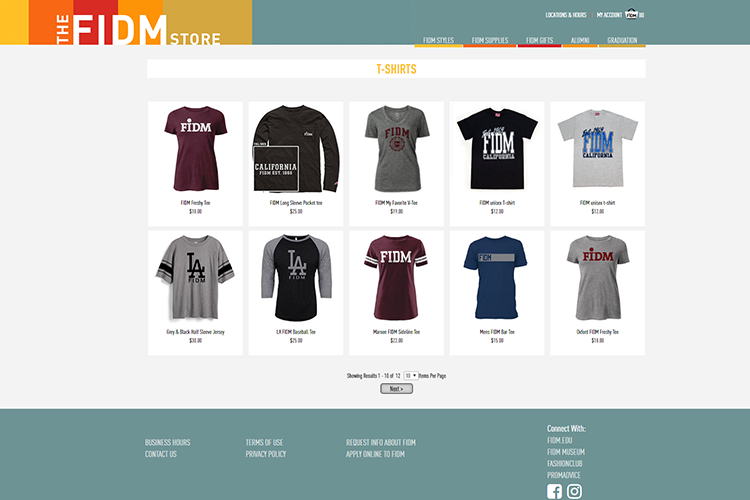 THE FIDM STORE
LOCATIONS & HOURS | MY ACCOUNT FIDM (0)
FIDM STYLES FIDM SUPPLIES FIDM GIFTS ALUMNI GRADUATION
T-SHIRTS
FIDM
FIDM
CALIFORNIA
FIDM EST. 1969
FIDM
FIDM
CALIFORNIA
FIDM
CALIFORNIA
FIDM Freshy Tee
$18.00
FIDM Long Sleeve Pocket tee
$25.00
FIDM My Favorite V-Tee
$19.00
FIDM unisex T-shirt
$12.00
FIDM unisex t-shirt
$12.00
LA
FIDM
LA
FIDM
FIDM
FIDM
FIDM
Grey & Black Half Sleeve Jersey
$30.00
LA FIDM Baseball Tee
$25.00
Maroon FIDM Sideline Tee
$22.00
Mens FIDM Bar Tee
$16.00
Oxford FIDM Freshy Tee
$18.00
Showing Results 1 - 10 of 12 10 Items Per Page
Next >
BUSINESS HOURS
CONTACT US
TERMS OF USE
PRIVACY POLICY
REQUEST INFO ABOUT FIDM
APPLY ONLINE TO FIDM
Connect With:
FIDM.EDU
FIDM MUSEUM
FASHIONCLUB
PROMADVICE